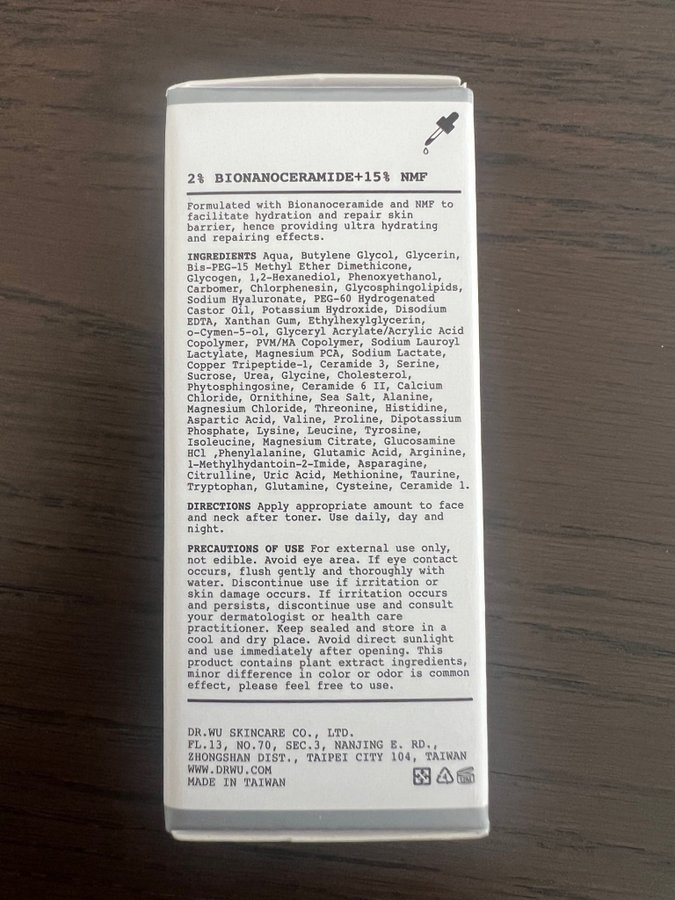 2% BIONANOCERAMIDE+15% NMF
Formulated with Bionanoceramide and NMF to
facilitate hydration and repair skin
barrier, hence providing ultra hydrating
and repairing effects.
INGREDIENTS Aqua, Butylene Glycol, Glycerin,
Bis-PEG-15 Methyl Ether Dimethicone,
Glycogen, 1,2-Hexanediol, Phenoxyethanol,
Carbomer, Chlorphenesin, Glycosphingolipids,
Sodium Hyaluronate, PEG-60 Hydrogenated
Castor Oil, Potassium Hydroxide, Disodium
EDTA, Xanthan Gum, Ethylhexylglycerin,
o-Cymen-5-ol, Glyceryl Acrylate/Acrylic Acid
Copolymer, PVM/MA Copolymer, Sodium Lauroyl
Lactylate, Magnesium PCA, Sodium Lactate,
Copper Tripeptide-1, Ceramide 3, Serine,
Sucrose, Urea, Glycine, Cholesterol,
Phytosphingosine, Ceramide 6 II, Calcium
Chloride, Ornithine, Sea Salt, Alanine,
Magnesium Chloride, Threonine, Histidine,
Aspartic Acid, Valine, Proline, Dipotassium
Phosphate, Lysine, Leucine, Tyrosine,
Isoleucine, Magnesium Citrate, Glucosamine
HCl ,Phenylalanine, Glutamic Acid, Arginine,
1-Methylhydantoin-2-Imide, Asparagine,
Citrulline, Uric Acid, Methionine, Taurine,
Tryptophan, Glutamine, Cysteine, Ceramide 1.
DIRECTIONS Apply appropriate amount to face
and neck after toner. Use daily, day and
night.
PRECAUTIONS OF USE For external use only,
not edible. Avoid eye area. If eye contact
occurs, flush gently and thoroughly with
water. Discontinue use if irritation or
skin damage occurs. If irritation occurs
and persists, discontinue use and consult
your dermatologist or health care
practitioner. Keep sealed and store in a
cool and dry place. Avoid direct sunlight
and use immediately after opening. This
product contains plant extract ingredients,
minor difference in color or odor is common
effect, please feel free to use.
DR.WU SKINCARE CO., LTD.
FL.13, NO.70, SEC.3, NANJING E. RD.,
ZHONGSHAN DIST., TAIPEI CITY 104, TAIWAN
WWW.DRWU.COM
MADE IN TAIWAN